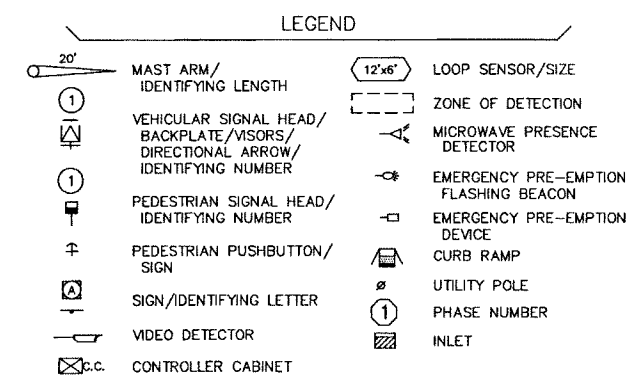 LEGEND
20'
MAST ARM/
IDENTIFYING LENGTH
1
VEHICULAR SIGNAL HEAD/
BACKPLATE/VISORS/
DIRECTIONAL ARROW/
IDENTIFYING NUMBER
1
PEDESTRIAN SIGNAL HEAD/
IDENTIFYING NUMBER
PEDESTRIAN PUSHBUTTON/
SIGN
A
SIGN/IDENTIFYING LETTER
VIDEO DETECTOR
C.C.
CONTROLLER CABINET
12'x6'
LOOP SENSOR/SIZE
ZONE OF DETECTION
MICROWAVE PRESENCE
DETECTOR
EMERGENCY PRE-EMPTION
FLASHING BEACON
EMERGENCY PRE-EMPTION
DEVICE
CURB RAMP
UTILITY POLE
1
PHASE NUMBER
INLET